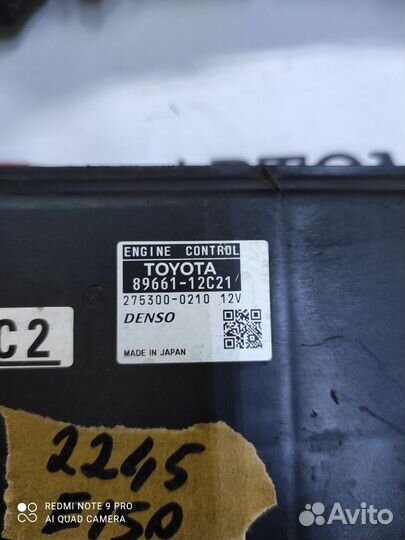 ENGINE CONTROL
TOYOTA
89661-12C21
275300-0210 12V
DENSO
MADE IN JAPAN
C2
2245
E150
REDMI NOTE 9 PRO
AI QUAD CAMERA
Avito